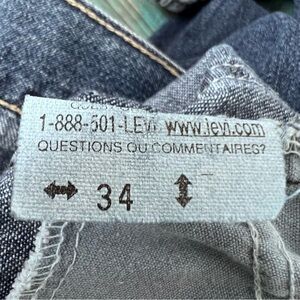 1-888-501-LEVI www.levi.com
QUESTIONS OU COMMENTAIRES?
34